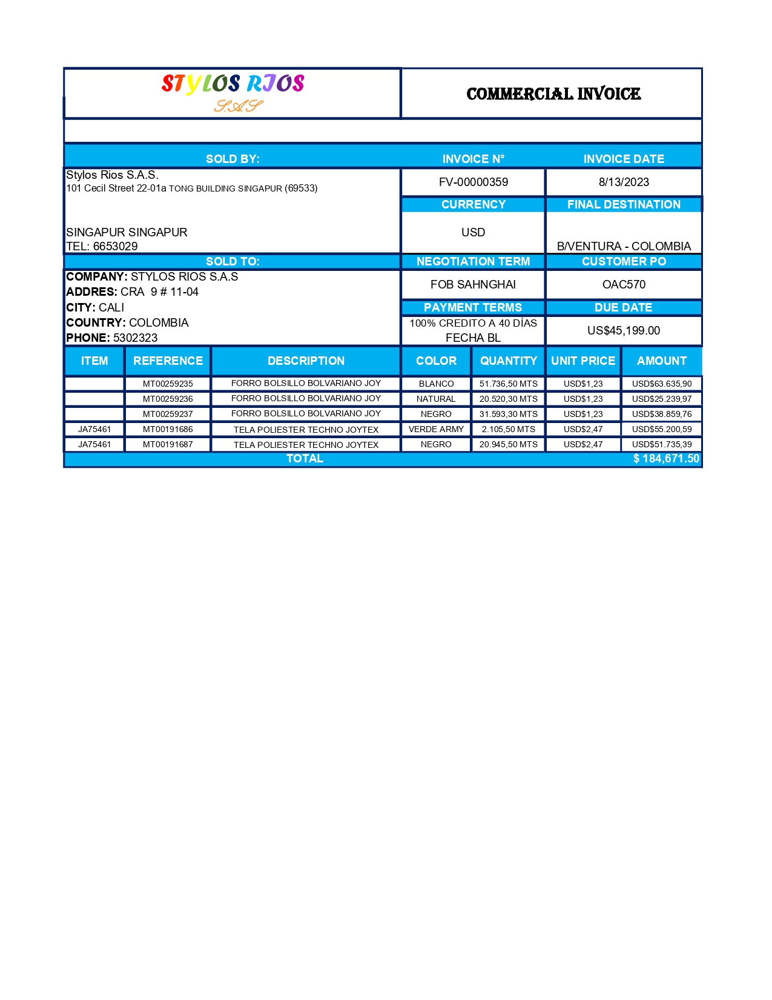 STYLOS RIOS
S.A.S
COMMERCIAL INVOICE
SOLD BY: INVOICE N° INVOICE DATE
Stylos Rios S.A.S.
101 Cecil Street 22-01a TONG BUILDING SINGAPUR (69533)
FV-00000359 8/13/2023
CURRENCY FINAL DESTINATION
SINGAPUR SINGAPUR
TEL: 6653029
USD
B/VENTURA - COLOMBIA
SOLD TO: NEGOTIATION TERM CUSTOMER PO
COMPANY: STYLOS RIOS S.A.S
ADDRES: CRA 9 # 11-04
FOB SAHNGHAI OAC570
CITY: CALI
PAYMENT TERMS DUE DATE
COUNTRY: COLOMBIA
PHONE: 5302323
100% CREDITO A 40 DÍAS
FECHA BL
US$45,199.00
ITEM REFERENCE DESCRIPTION COLOR QUANTITY UNIT PRICE AMOUNT
MT00259235 FORRO BOLSILLO BOLVARIANO JOY BLANCO 51.736,50 MTS USD$1,23 USD$63.635,90
MT00259236 FORRO BOLSILLO BOLVARIANO JOY NATURAL 20.520,30 MTS USD$1,23 USD$25.239,97
MT00259237 FORRO BOLSILLO BOLVARIANO JOY NEGRO 31.593,30 MTS USD$1,23 USD$38.859,76
JA75461 MT00191686 TELA POLIESTER TECHNO JOYTEX VERDE ARMY 2.105,50 MTS USD$2,47 USD$55.200,59
JA75461 MT00191687 TELA POLIESTER TECHNO JOYTEX NEGRO 20.945,50 MTS USD$2,47 USD$51.735,39
TOTAL $ 184,671.50